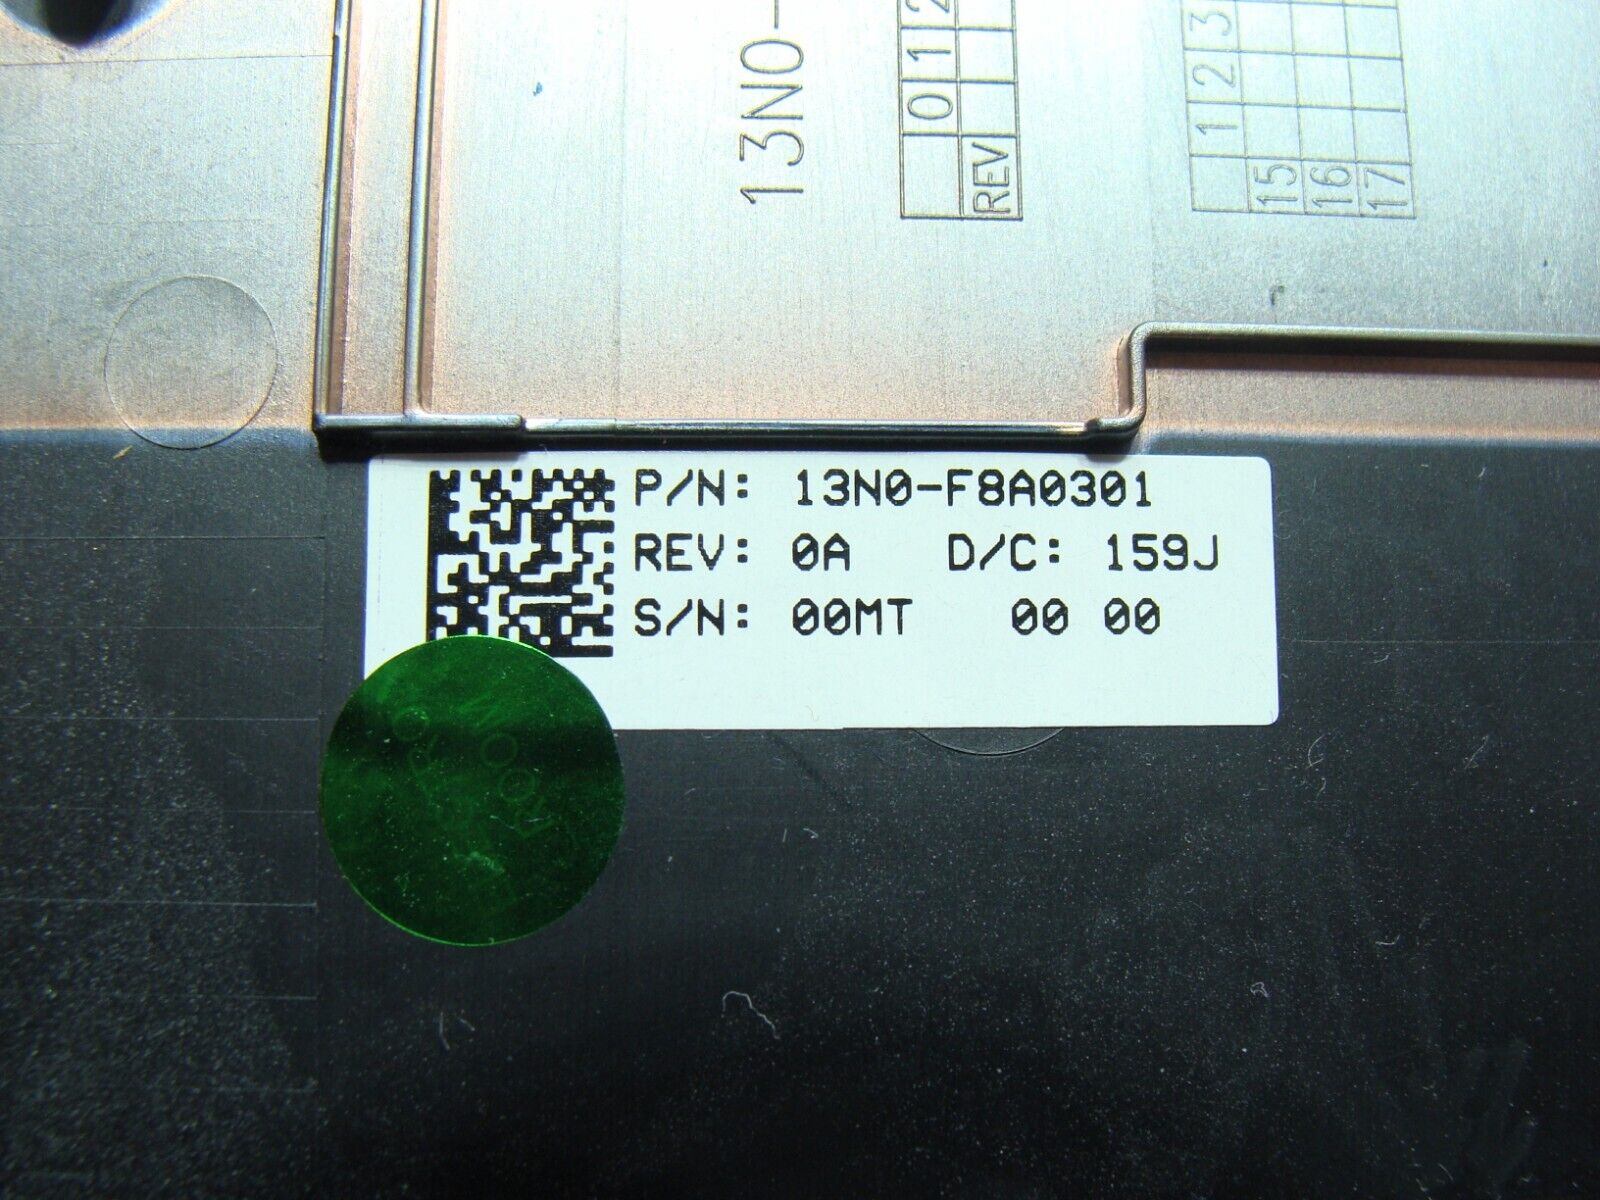 13N0-
0 1 2
REV
1 2 3
15
16
17
P/N: 13N0-F8A0301
REV: 0A D/C: 159J
S/N: 00MT 00 00